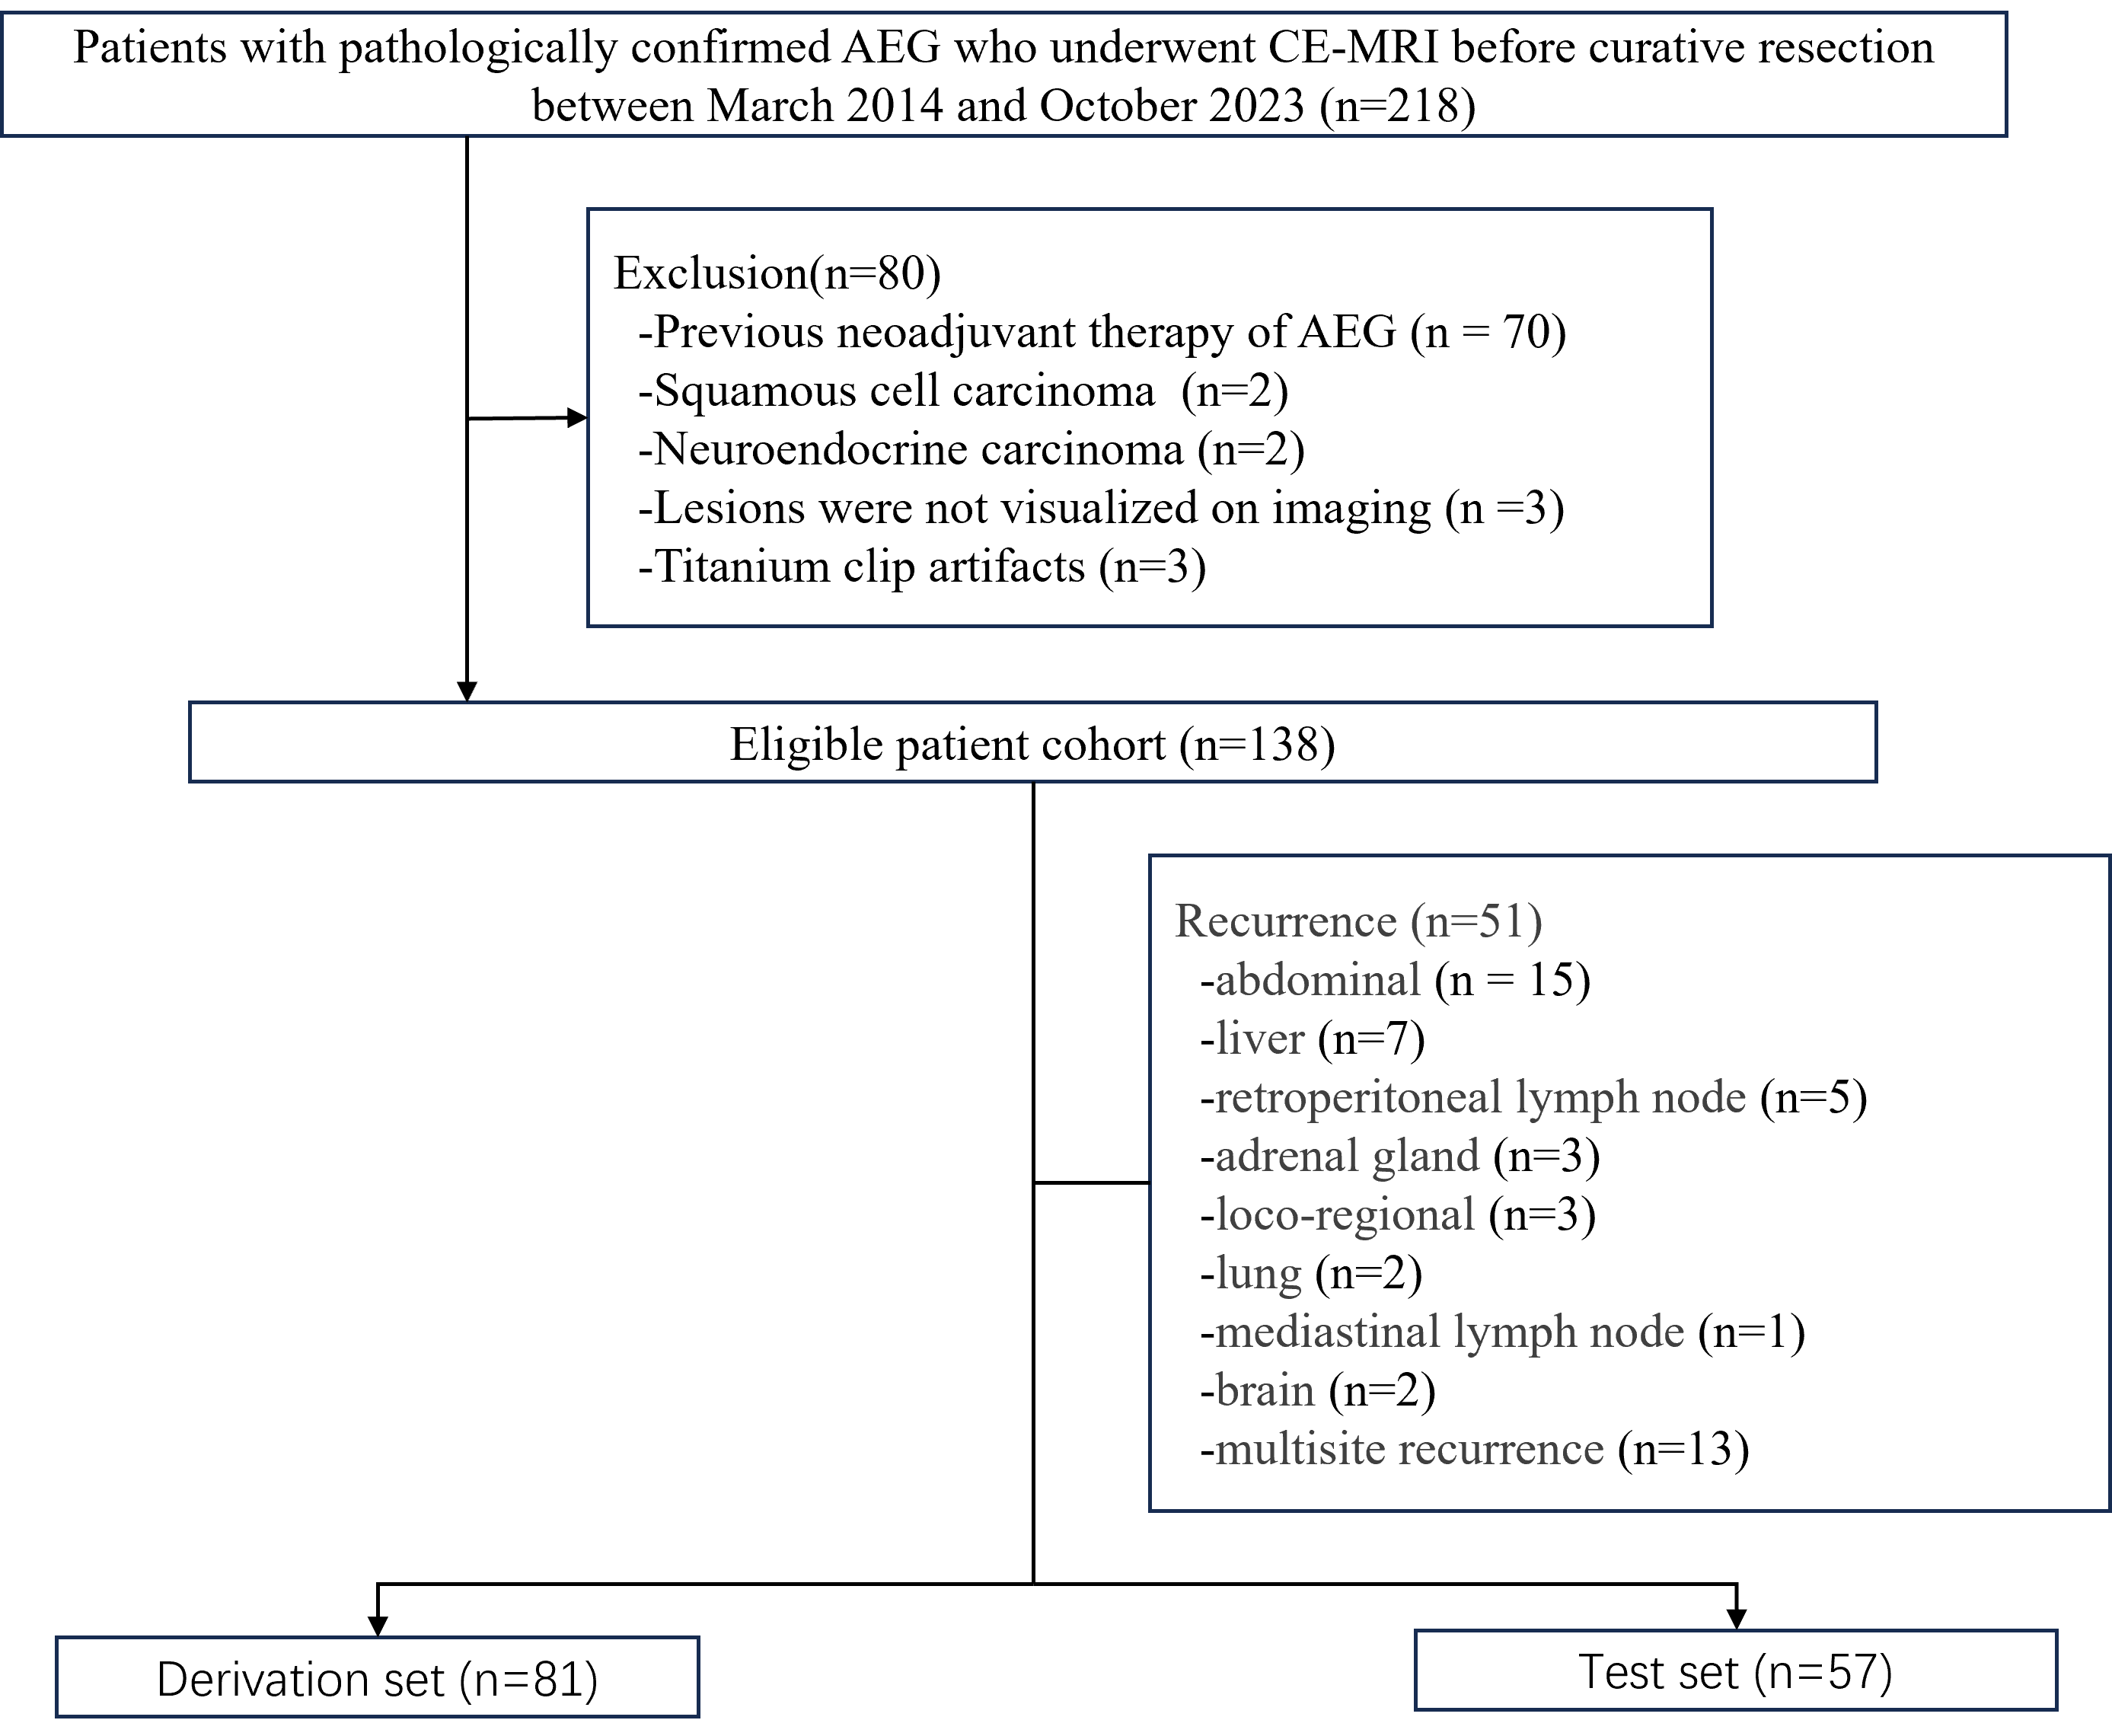 Patients with pathologically confirmed AEG who underwent CE-MRI before curative resection
between March 2014 and October 2023 (n=218)
Exclusion(n=80)
-Previous neoadjuvant therapy of AEG (n = 70)
-Squamous cell carcinoma  (n=2)
-Neuroendocrine carcinoma (n=2)
-Lesions were not visualized on imaging (n =3)
-Titanium clip artifacts (n=3)
Eligible patient cohort (n=138)
Recurrence (n=51)
-abdominal (n = 15)
-liver (n=7)
-retroperitoneal lymph node (n=5)
-adrenal gland (n=3)
-loco-regional (n=3)
-lung (n=2)
-mediastinal lymph node (n=1)
-brain (n=2)
-multisite recurrence (n=13)
Derivation set (n=81)
Test set (n=57)